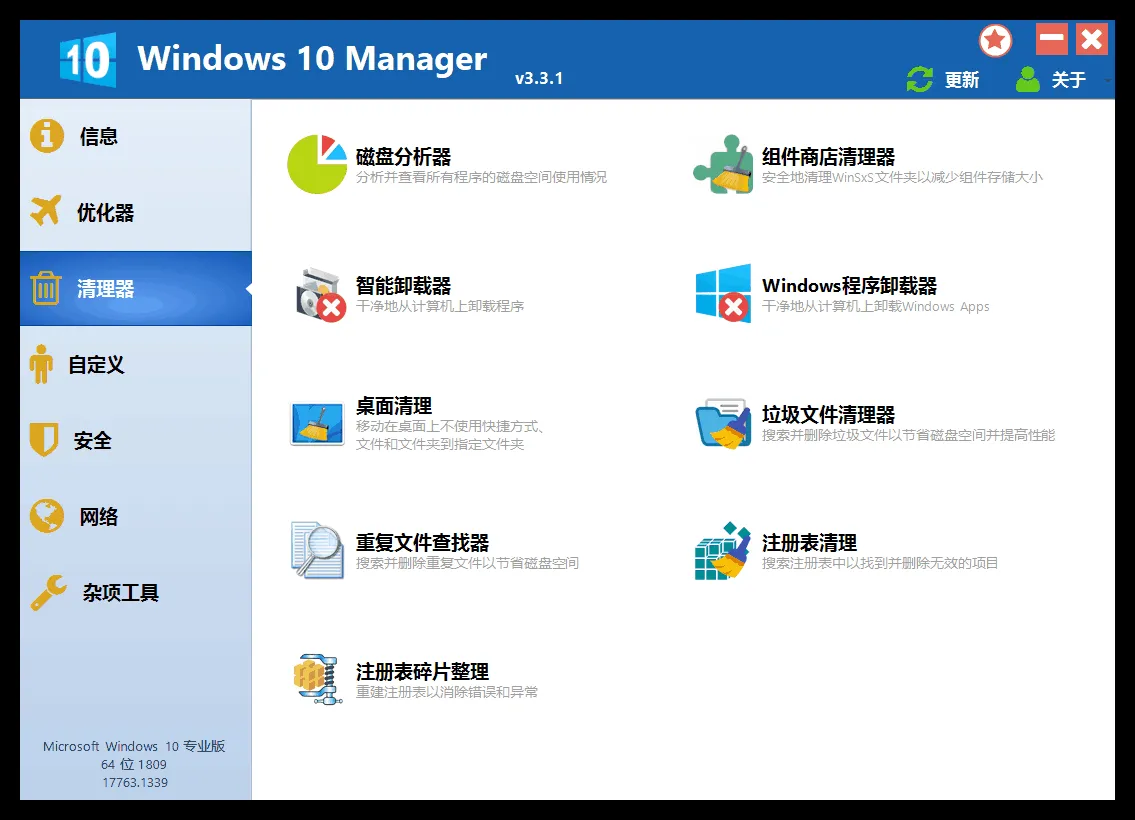 10
Windows 10 Manager
v3.3.1
更新
关于
信息
优化器
清理器
自定义
安全
网络
杂项工具
Microsoft Windows 10 专业版
64 位 1809
17763.1339
磁盘分析器
分析并查看所有程序的磁盘空间使用情况
组件商店清理器
安全地清理WinSxS文件夹以减少组件存储大小
智能卸载器
干净地从计算机上卸载程序
Windows程序卸载器
干净地从计算机上卸载Windows Apps
桌面清理
移动在桌面上不使用快捷方式、
文件和文件夹到指定文件夹
垃圾文件清理器
搜索并删除垃圾文件以节省磁盘空间并提高性能
重复文件查找器
搜索并删除重复文件以节省磁盘空间
注册表清理
搜索注册表中以找到并删除无效的项目
注册表碎片整理
重建注册表以消除错误和异常